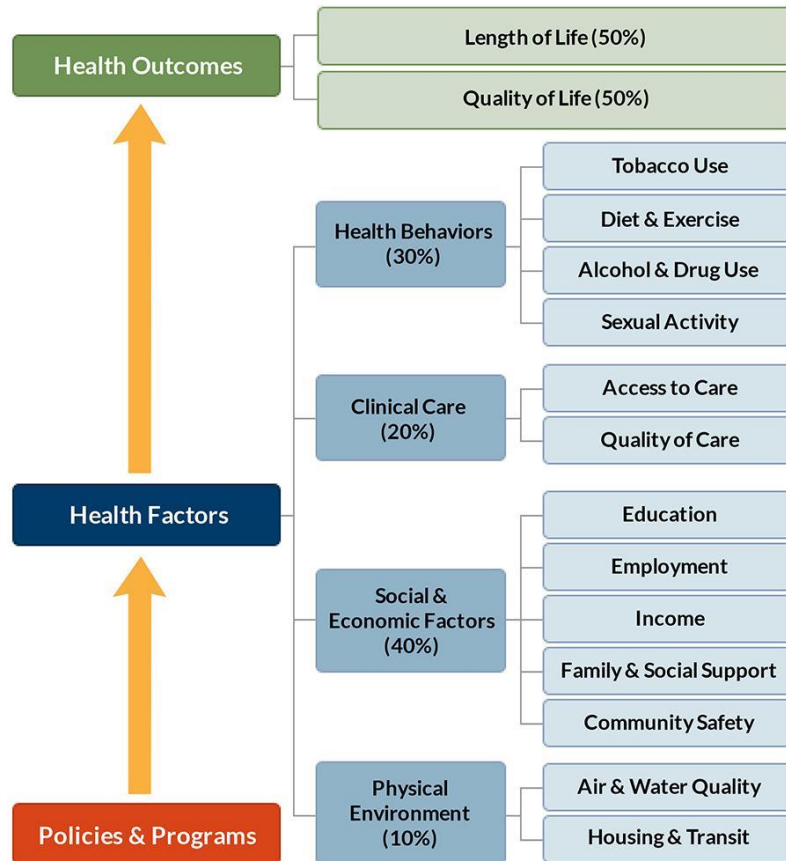 Health Outcomes
Length of Life (50%)
Quality of Life (50%)
Health Factors
Health Behaviors
(30%)
Tobacco Use
Diet & Exercise
Alcohol & Drug Use
Sexual Activity
Clinical Care
(20%)
Access to Care
Quality of Care
Social &
Economic Factors
(40%)
Education
Employment
Income
Family & Social Support
Community Safety
Physical
Environment
(10%)
Air & Water Quality
Housing & Transit
Policies & Programs